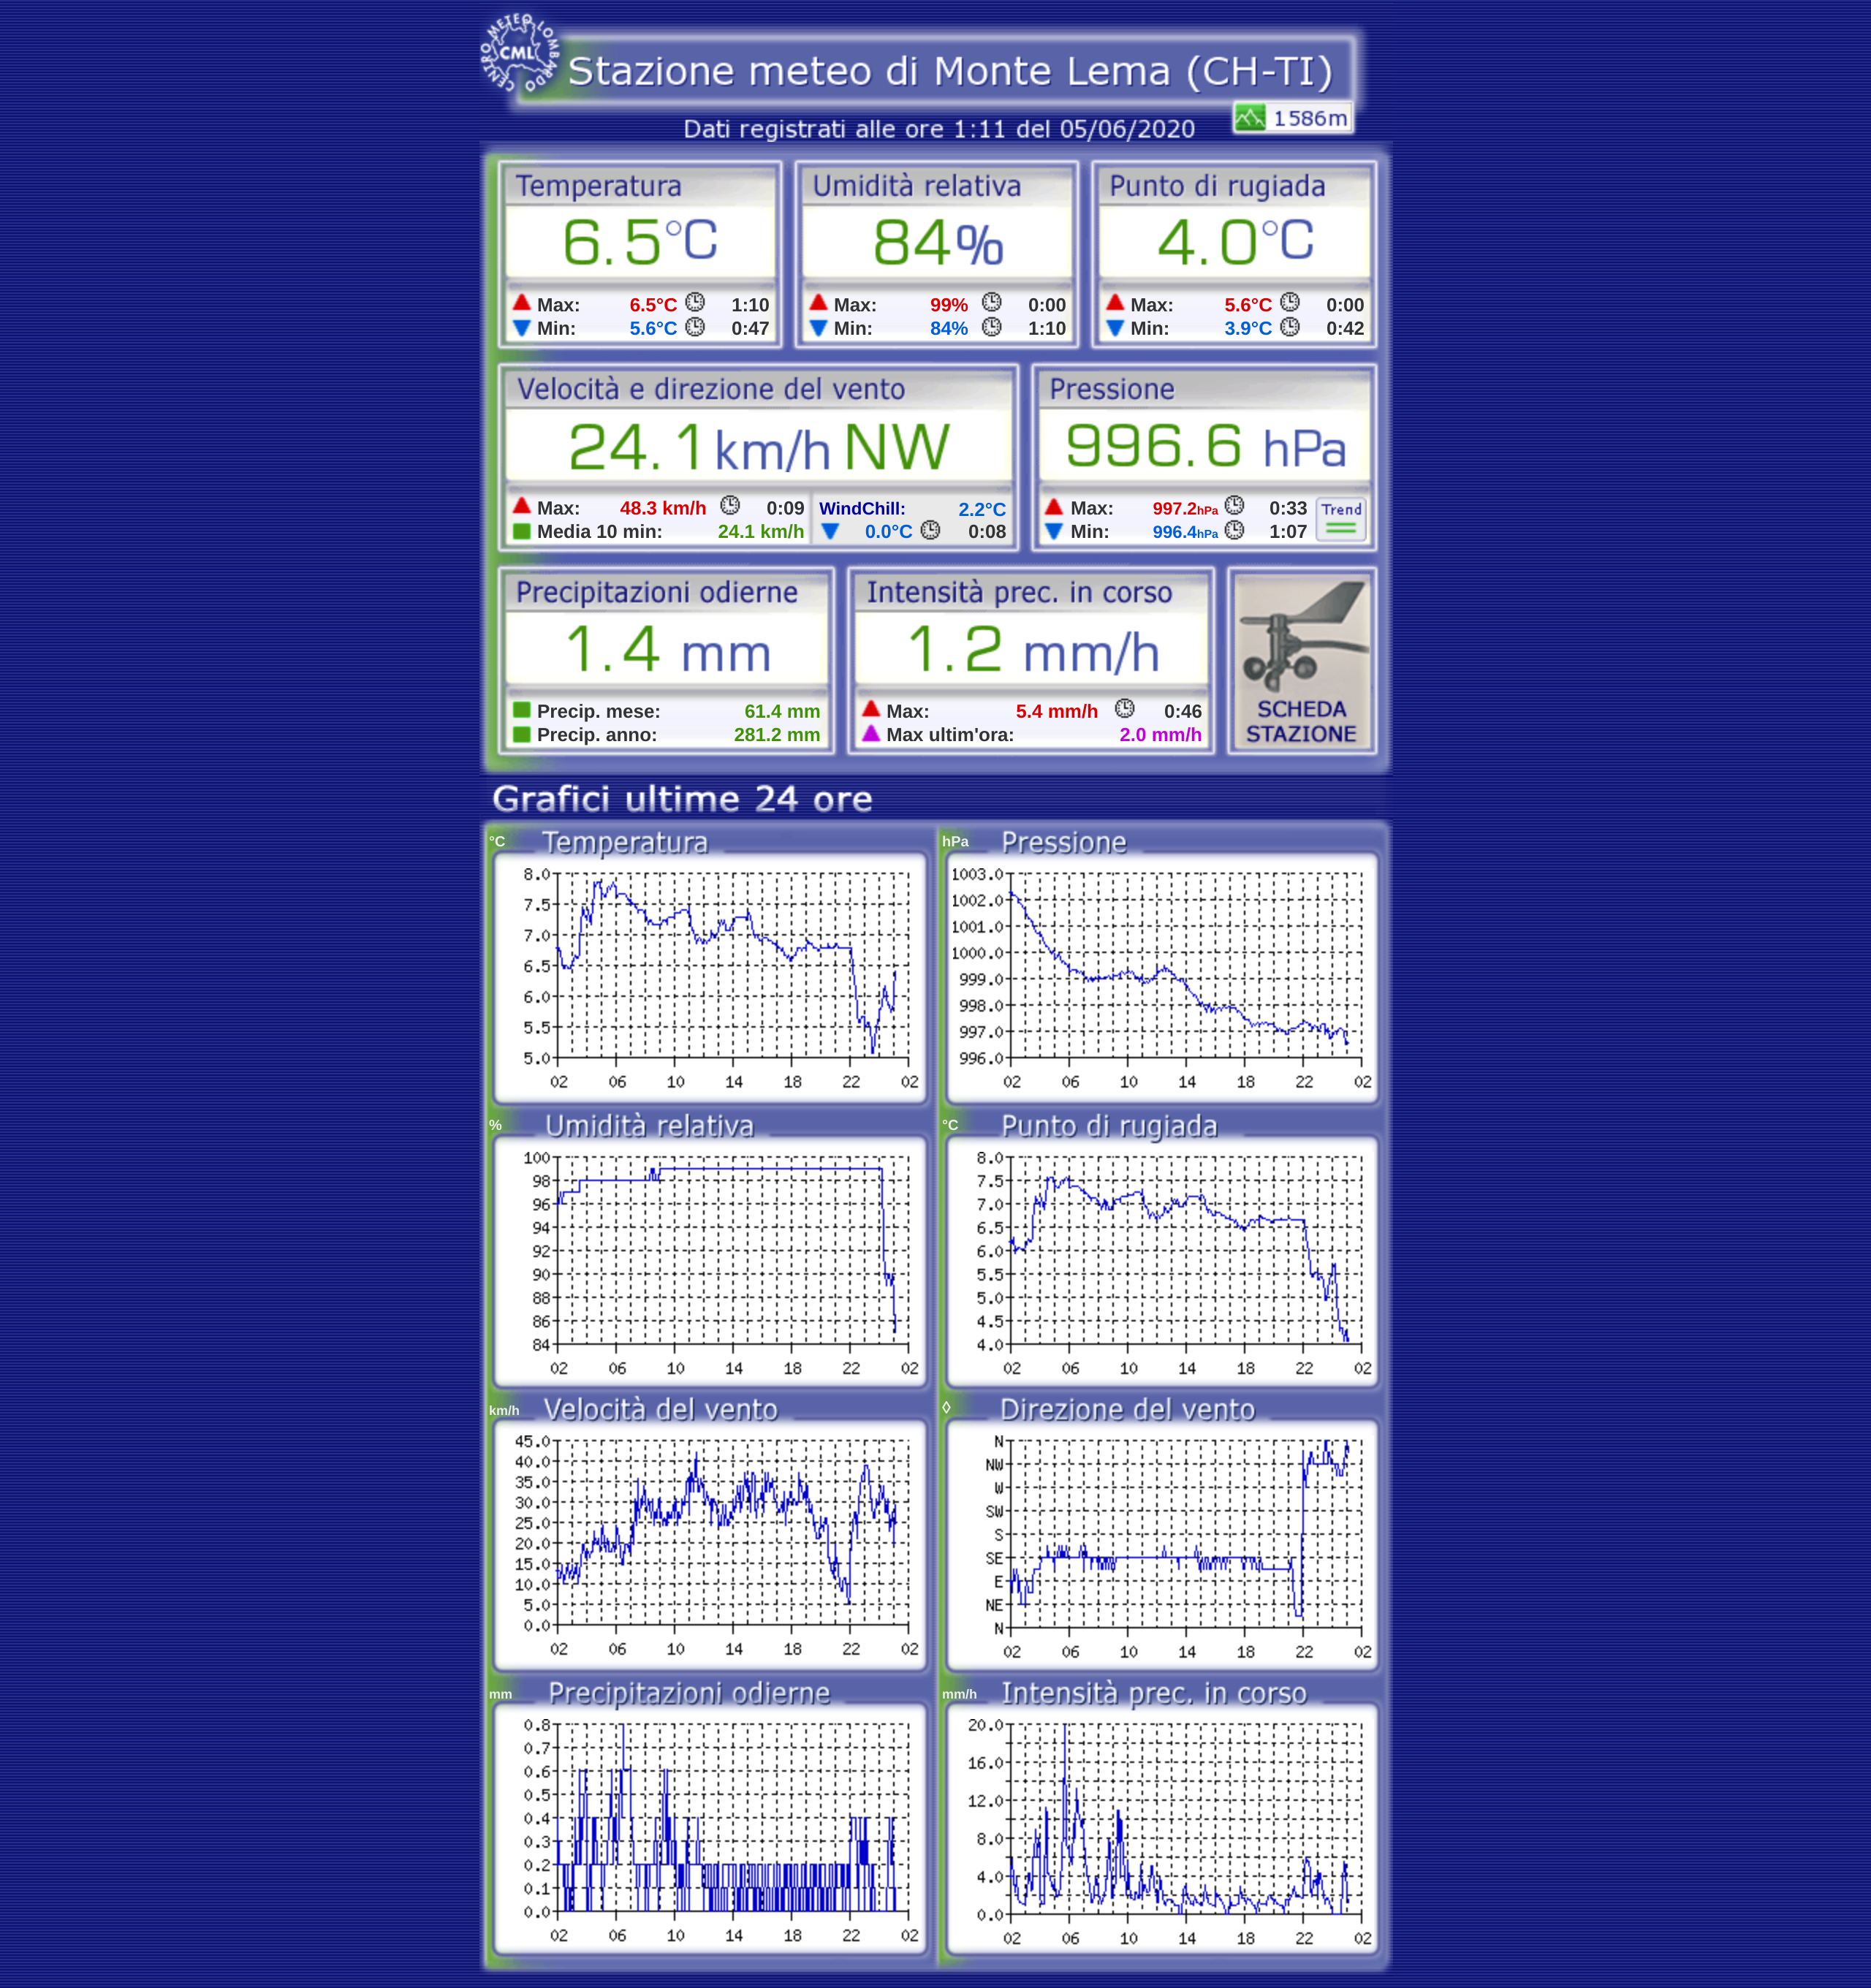 CENTRO METEO LOMBARDO
CML
Stazione meteo di Monte Lema (CH-TI)
1586m
Dati registrati alle ore 1:11 del 05/06/2020
Temperatura
6.5°C
Max: 6.5°C 1:10
Min: 5.6°C 0:47
Umidità relativa
84%
Max: 99% 0:00
Min: 84% 1:10
Punto di rugiada
4.0°C
Max: 5.6°C 0:00
Min: 3.9°C 0:42
Velocità e direzione del vento
24.1 km/h NW
Max: 48.3 km/h 0:09
Media 10 min: 24.1 km/h
WindChill: 2.2°C
0.0°C 0:08
Pressione
996.6 hPa
Max: 997.2hPa 0:33
Min: 996.4hPa 1:07
Trend
Precipitazioni odierne
1.4 mm
Precip. mese: 61.4 mm
Precip. anno: 281.2 mm
Intensità prec. in corso
1.2 mm/h
Max: 5.4 mm/h 0:46
Max ultim'ora: 2.0 mm/h
SCHEDA
STAZIONE
Grafici ultime 24 ore
°C Temperatura
8.0
7.5
7.0
6.5
6.0
5.5
5.0
02 06 10 14 18 22 02
hPa Pressione
1003.0
1002.0
1001.0
1000.0
999.0
998.0
997.0
996.0
02 06 10 14 18 22 02
% Umidità relativa
100
98
96
94
92
90
88
86
84
02 06 10 14 18 22 02
°C Punto di rugiada
8.0
7.5
7.0
6.5
6.0
5.5
5.0
4.5
4.0
02 06 10 14 18 22 02
km/h Velocità del vento
45.0
40.0
35.0
30.0
25.0
20.0
15.0
10.0
5.0
0.0
02 06 10 14 18 22 02
◊ Direzione del vento
N
NW
W
SW
S
SE
E
NE
N
02 06 10 14 18 22 02
mm Precipitazioni odierne
0.8
0.7
0.6
0.5
0.4
0.3
0.2
0.1
0.0
02 06 10 14 18 22 02
mm/h Intensità prec. in corso
20.0
16.0
12.0
8.0
4.0
0.0
02 06 10 14 18 22 02